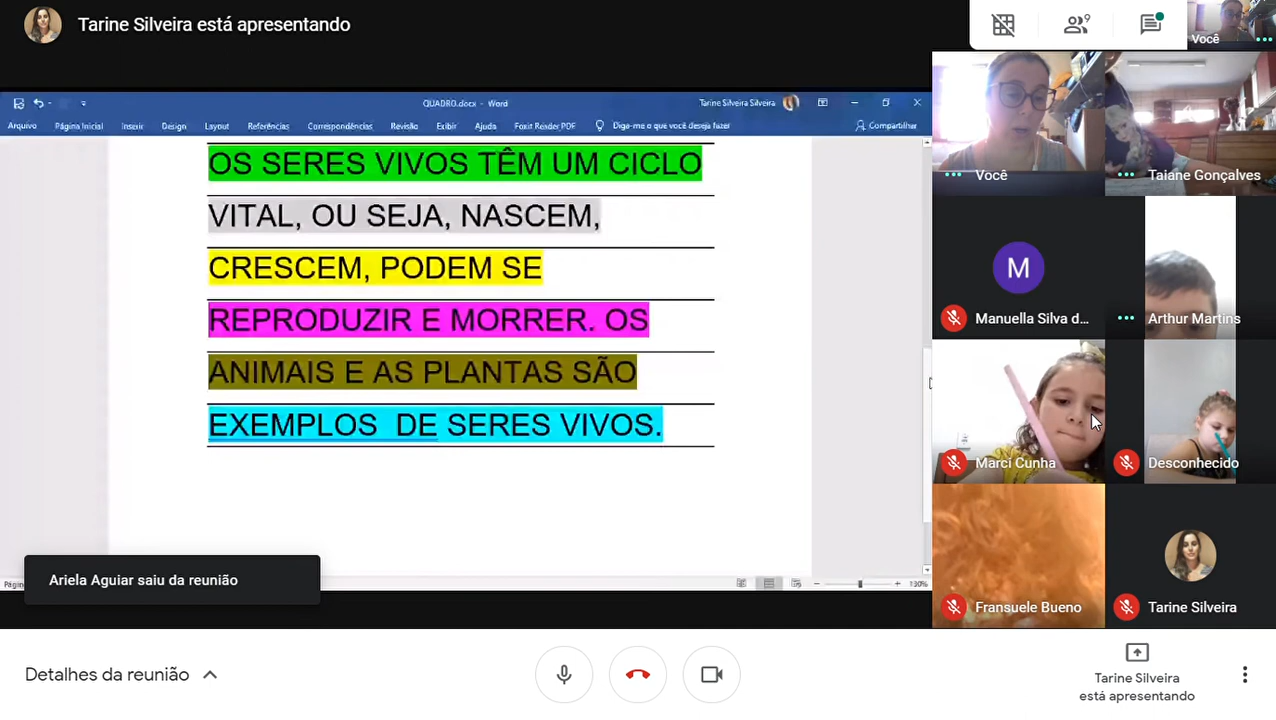 Tarine Silveira está apresentando
9
Você
QUADRO.docx - Word
Tarine Silveira Silveira
Arquivo Página Inicial Inserir Design Layout Referências Correspondências Revisão Exibir Ajuda Foxit Reader PDF Diga-me o que você deseja fazer Compartilhar
OS SERES VIVOS TÊM UM CICLO
VITAL, OU SEJA, NASCEM,
CRESCEM, PODEM SE
REPRODUZIR E MORRER. OS
ANIMAIS E AS PLANTAS SÃO
EXEMPLOS DE SERES VIVOS.
Você
Taiane Gonçalves
M
Manuella Silva d...
Arthur Martins
Marci Cunha
Desconhecido
Fransuele Bueno
Tarine Silveira
Ariela Aguiar saiu da reunião
130%
Detalhes da reunião
Tarine Silveira
está apresentando